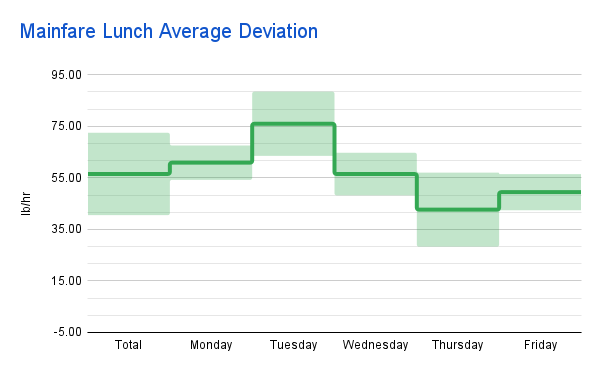 Mainfare Lunch Average Deviation
95.00
75.00
55.00
35.00
15.00
-5.00
lb/hr
Total Monday Tuesday Wednesday Thursday Friday